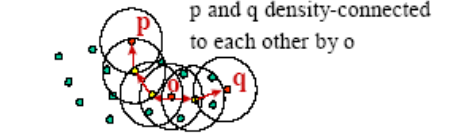 p and q density-connected
to each other by o
p
o
q